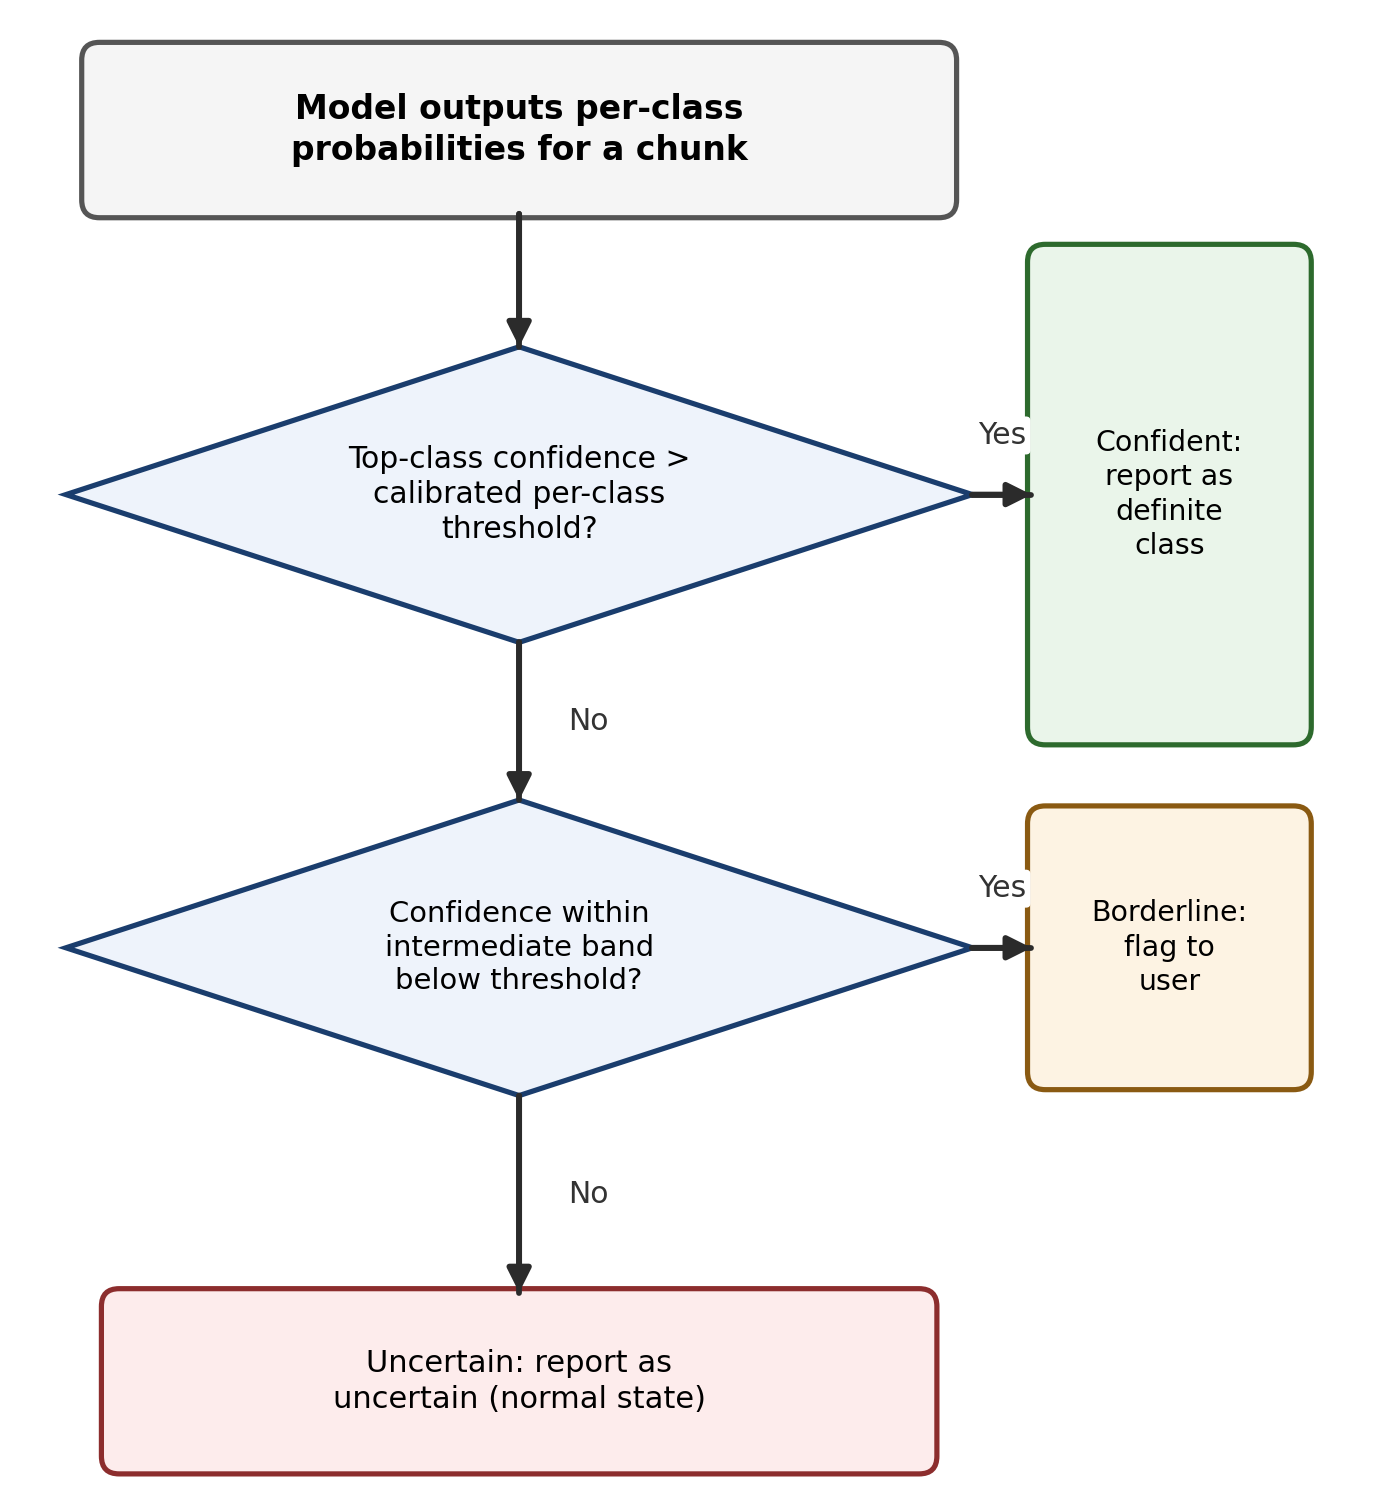 Model outputs per-class
probabilities for a chunk
Top-class confidence >
calibrated per-class
threshold?
Yes
Confident:
report as
definite
class
No
Confidence within
intermediate band
below threshold?
Yes
Borderline:
flag to
user
No
Uncertain: report as
uncertain (normal state)